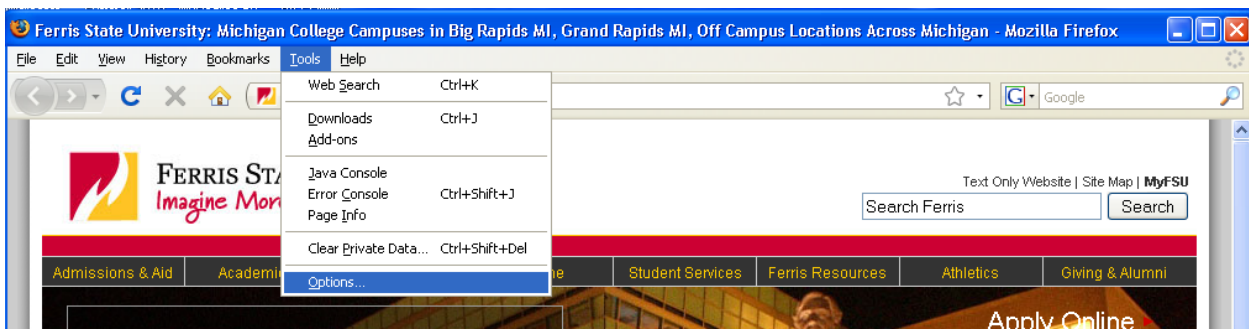 Ferris State University: Michigan College Campuses in Big Rapids MI, Grand Rapids MI, Off Campus Locations Across Michigan - Mozilla Firefox
File Edit View History Bookmarks Tools Help
Web Search Ctrl+K
G Google
Downloads Ctrl+J
Add-ons
Java Console
Error Console Ctrl+Shift+J
Page Info
Clear Private Data... Ctrl+Shift+Del
Options...
FERRIS STA
Imagine Mor
Text Only Website | Site Map | MyFSU
Search Ferris Search
Admissions & Aid Academi ne Student Services Ferris Resources Athletics Giving & Alumni
Apply Online